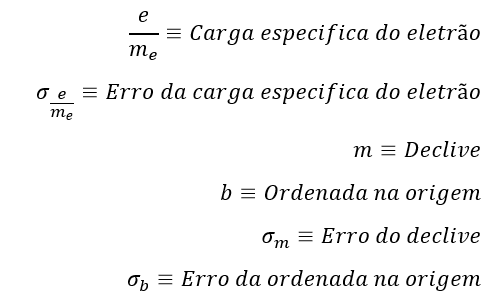 e/mₑ ≡ Carga especifica do eletrão
σ_(e/mₑ) ≡ Erro da carga especifica do eletrão
m ≡ Declive
b ≡ Ordenada na origem
σₘ ≡ Erro do declive
σ_b ≡ Erro da ordenada na origem